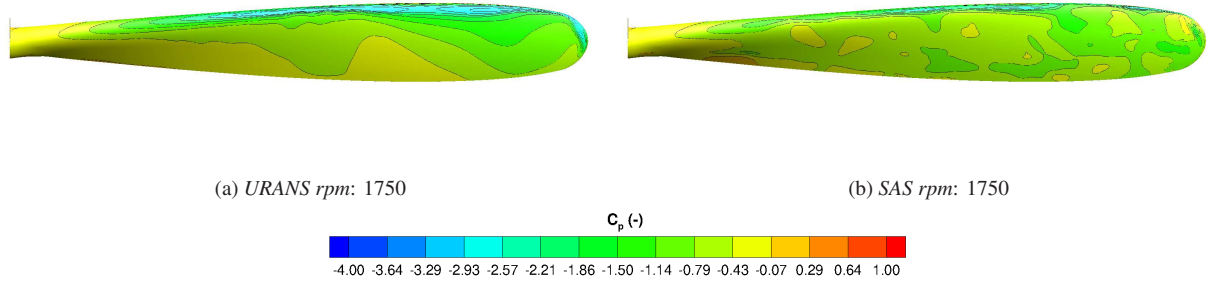 (a) URANS rpm: 1750
(b) SAS rpm: 1750
Cp (-)
-4.00 -3.64 -3.29 -2.93 -2.57 -2.21 -1.86 -1.50 -1.14 -0.79 -0.43 -0.07 0.29 0.64 1.00